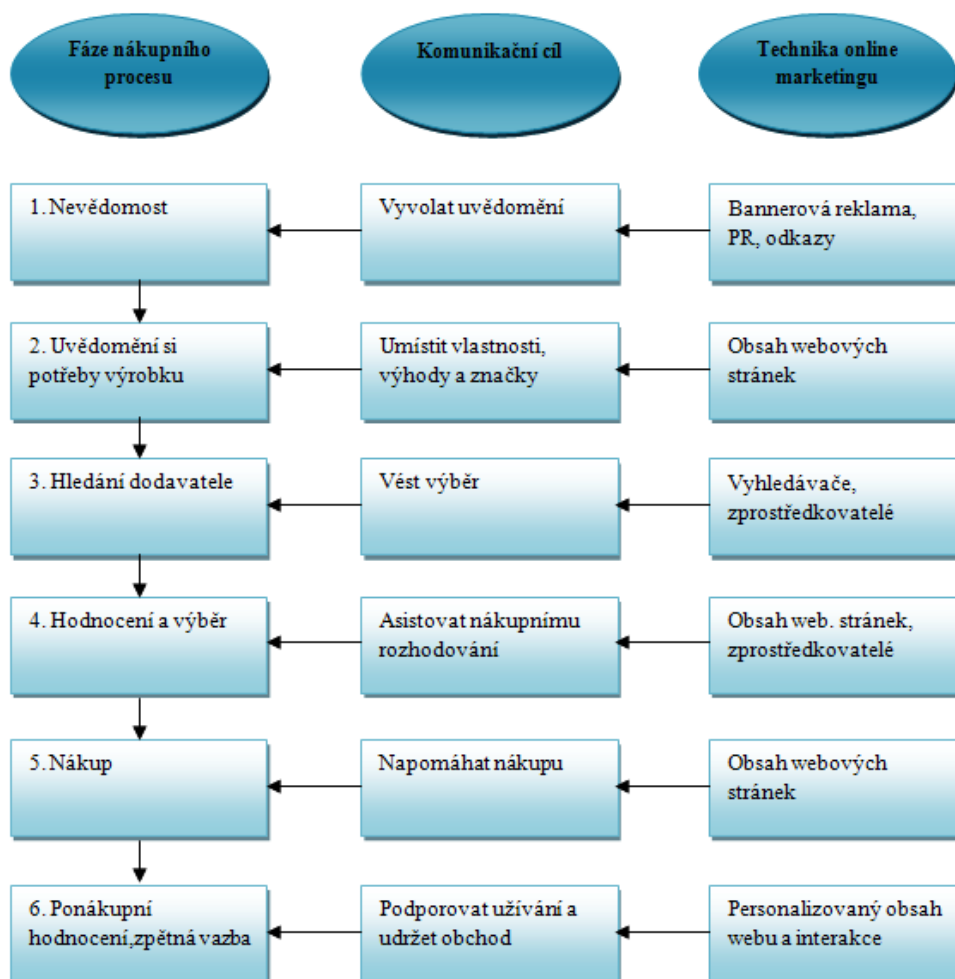 Fáze nákupního
procesu
Komunikační cíl
Technika online
marketingu
1. Nevědomost
Vyvolat uvědomění
Bannerová reklama,
PR, odkazy
2. Uvědomění si
potřeby výrobku
Umístit vlastnosti,
výhody a značky
Obsah webových
stránek
3. Hledání dodavatele
Vést výběr
Vyhledávače,
zprostředkovatelé
4. Hodnocení a výběr
Asistovat nákupnímu
rozhodování
Obsah web. stránek,
zprostředkovatelé
5. Nákup
Napomáhat nákupu
Obsah webových
stránek
6. Ponákupní
hodnocení,zpětná vazba
Podporovat užívání a
udržet obchod
Personalizovaný obsah
webu a interakce